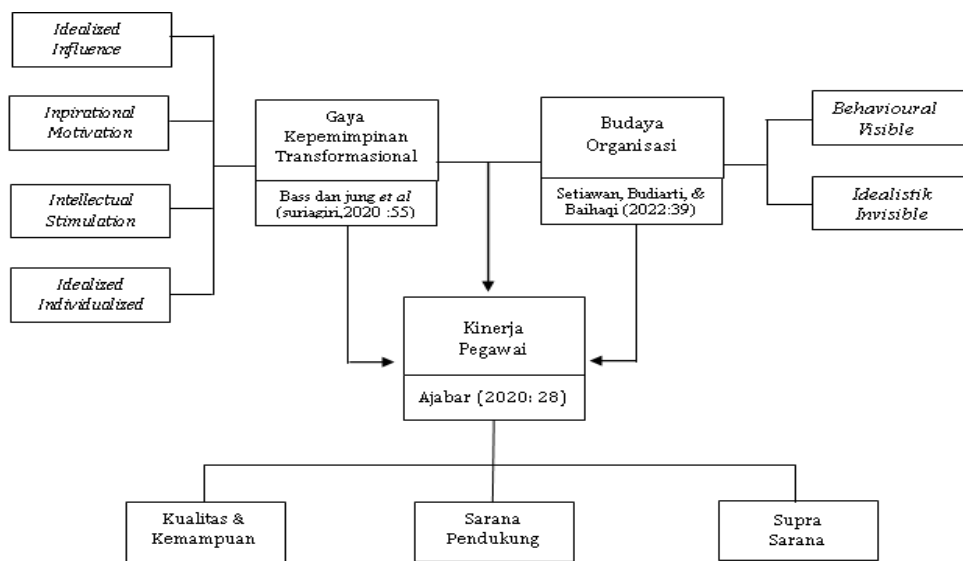 Idealized
Influence
Inpirational
Motivation
Intellectual
Stimulation
Idealized
Individualized
Gaya
Kepemimpinan
Transformasional
Bass dan jung et al
(suriagiri,2020 :55)
Budaya
Organisasi
Setiawan, Budiarti, &
Baihaqi (2022:39)
Behavioural
Visible
Idealistik
Invisible
Kinerja
Pegawai
Ajabar (2020: 28)
Kualitas &
Kemampuan
Sarana
Pendukung
Supra
Sarana